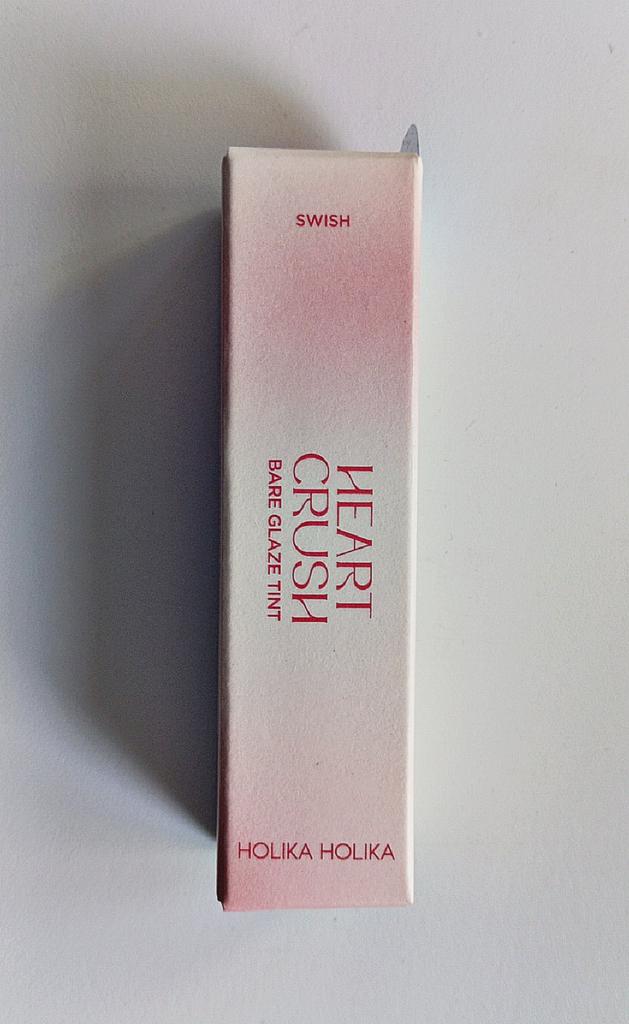 SWISH
HEART
CRUSH
BARE GLAZE TINT
HOLIKA HOLIKA